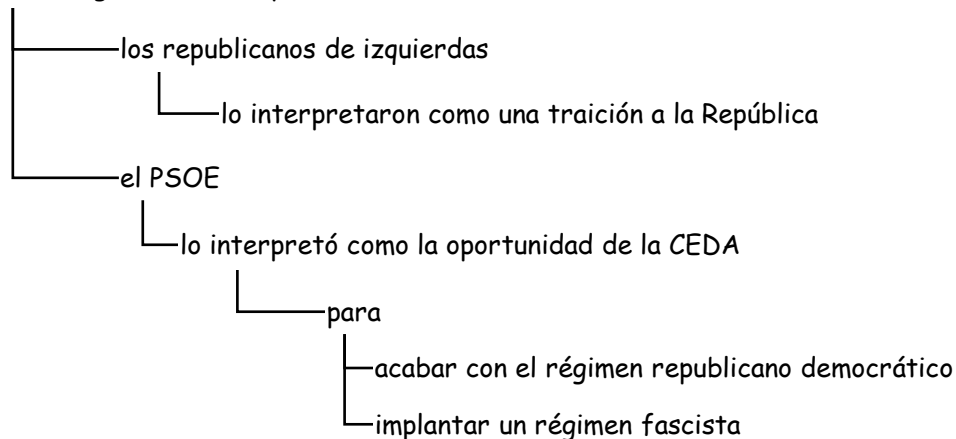 los republicanos de izquierdas
lo interpretaron como una traición a la República
el PSOE
lo interpretó como la oportunidad de la CEDA
para
acabar con el régimen republicano democrático
implantar un régimen fascista